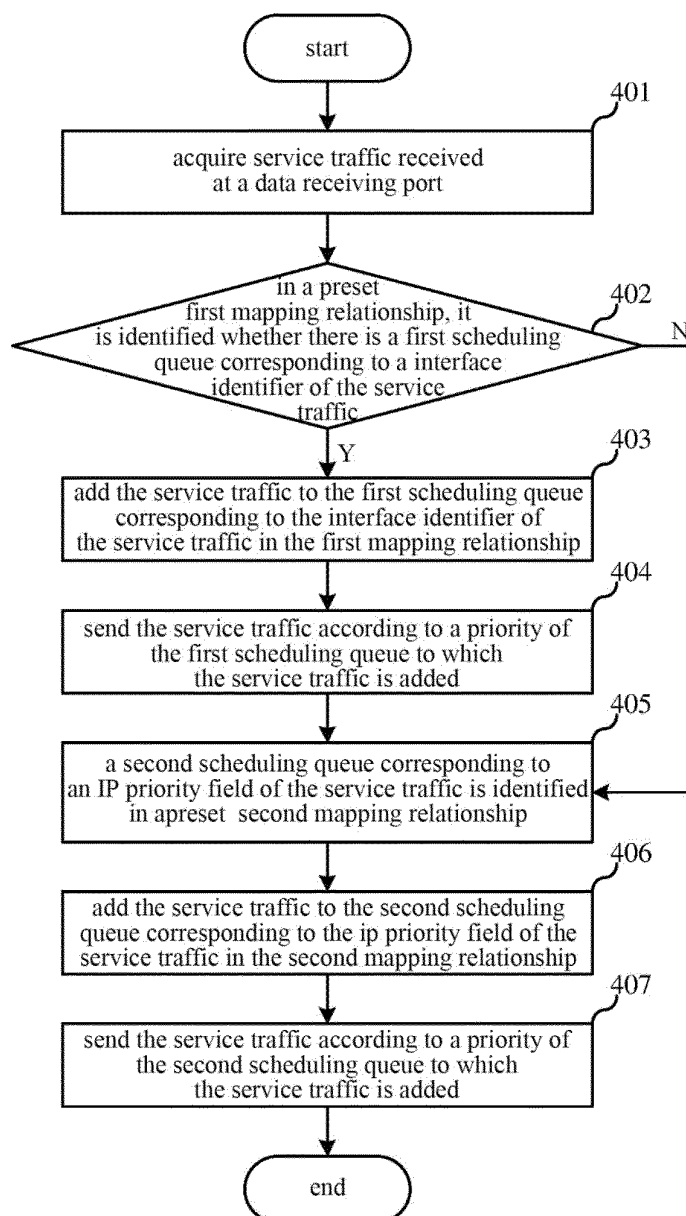 start
401
acquire service traffic received
at a data receiving port
in a preset
first mapping relationship, it
is identified whether there is a first scheduling
queue corresponding to a interface
identifier of the service
traffic
402
N
Y
403
add the service traffic to the first scheduling queue
corresponding to the interface identifier of
the service traffic in the first mapping relationship
404
send the service traffic according to a priority of
the first scheduling queue to which
the service traffic is added
405
a second scheduling queue corresponding to
an IP priority field of the service traffic is identified
in apreset second mapping relationship
406
add the service traffic to the second scheduling
queue corresponding to the ip priority field of the
service traffic in the second mapping relationship
407
send the service traffic according to a priority of
the second scheduling queue to which
the service traffic is added
end